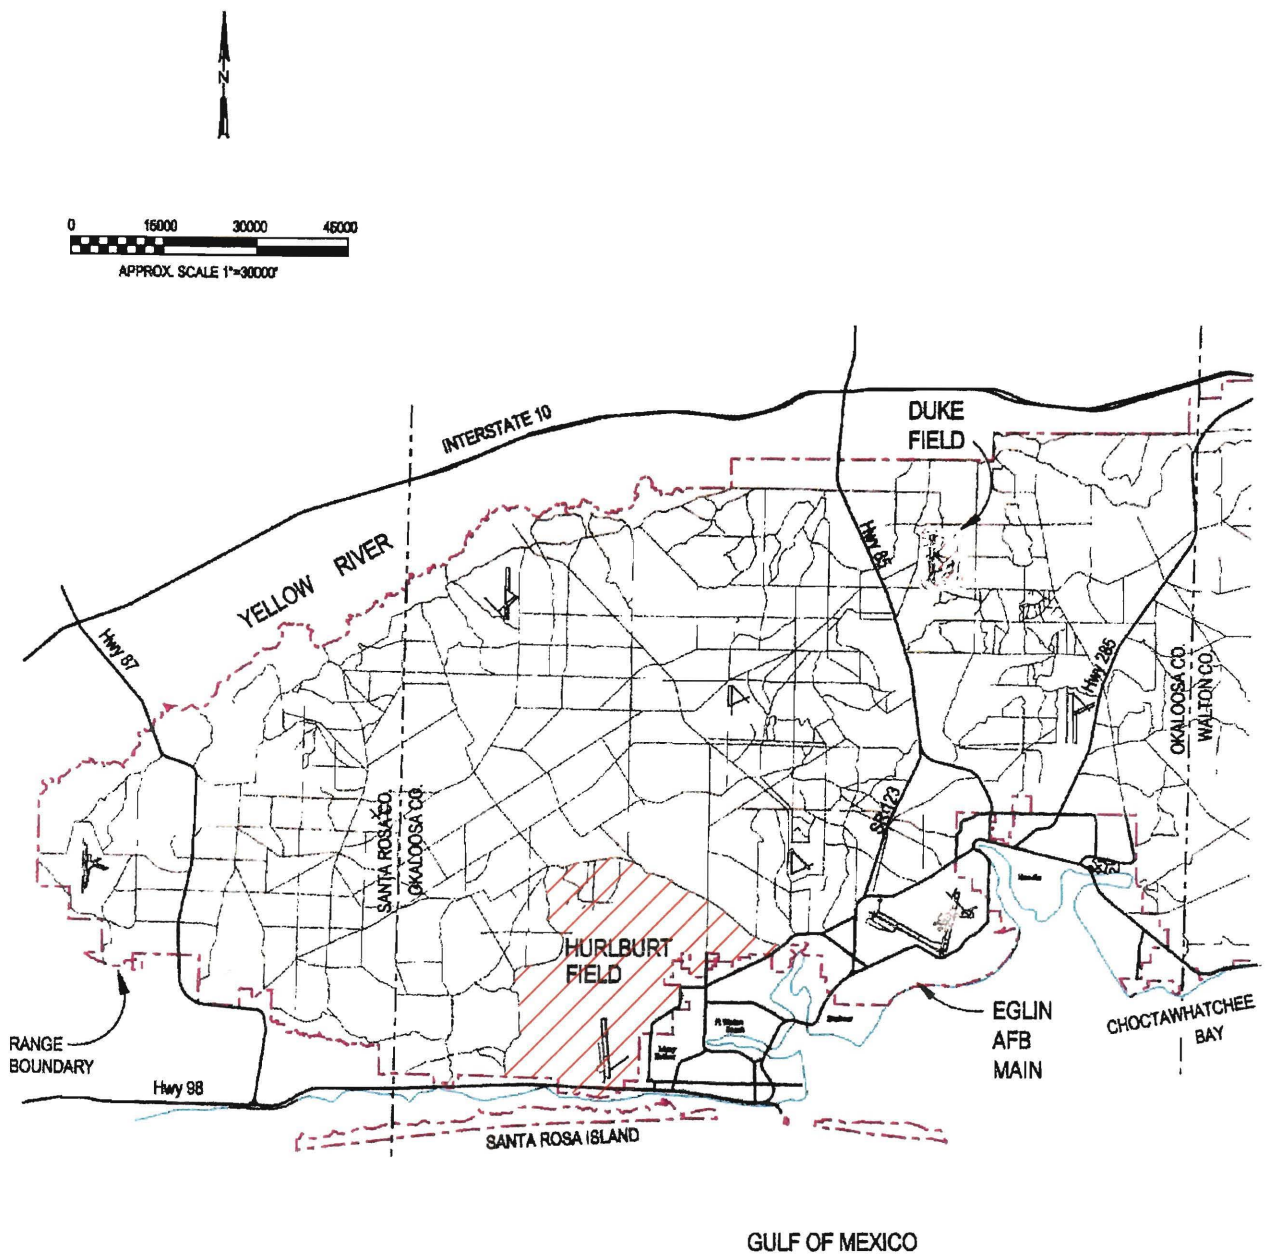 N
0 15000 30000 45000
APPROX. SCALE 1"=30000'
INTERSTATE 10
DUKE
FIELD
YELLOW RIVER
Hwy 85
Hwy 87
Hwy 285
OKALOOSA CO.
WALTON CO.
SANTA ROSA CO.
OKALOOSA CO.
SR 123
HURLBURT
FIELD
EGLIN
AFB
MAIN
CHOCTAWHATCHEE
BAY
RANGE
BOUNDARY
Hwy 98
SANTA ROSA ISLAND
GULF OF MEXICO